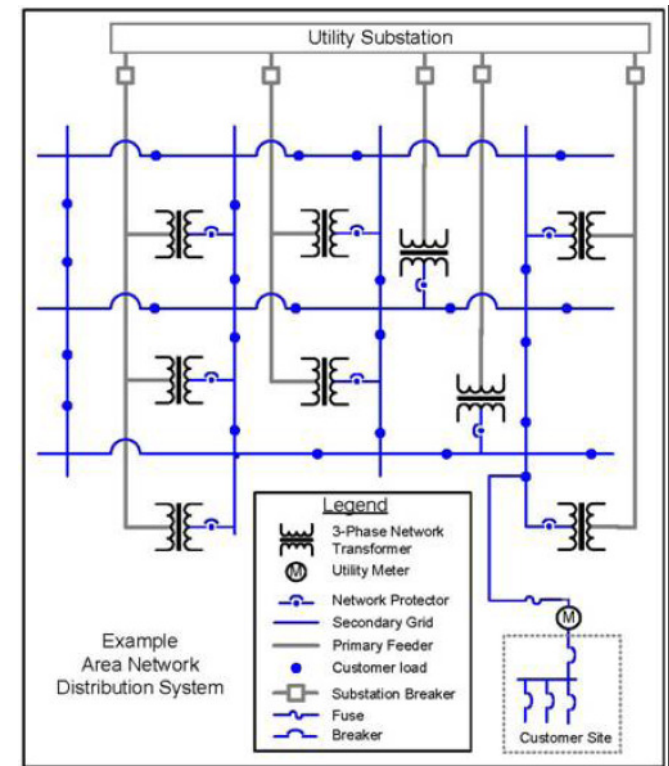 Utility Substation
Legend
3-Phase Network
Transformer
M
Utility Meter
Network Protector
Secondary Grid
Primary Feeder
Customer load
Substation Breaker
Fuse
Breaker
Example
Area Network
Distribution System
M
Customer Site